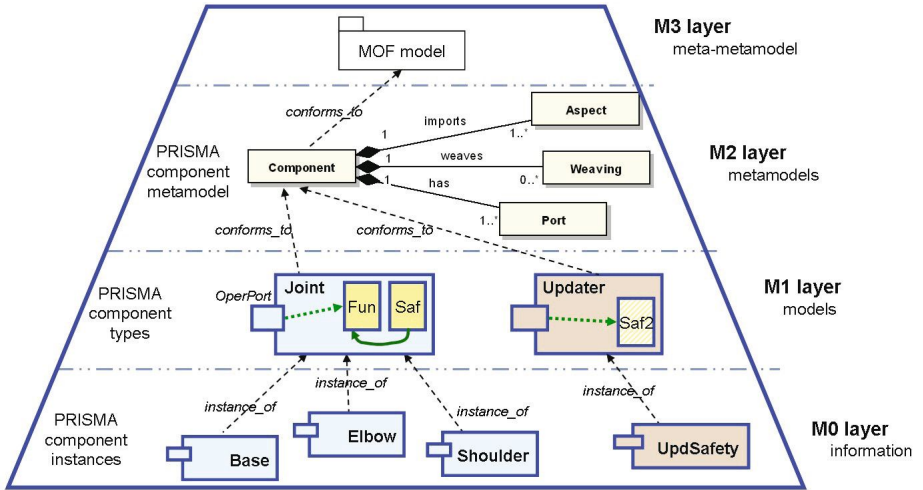 M3 layer
meta-metamodel
MOF model
conforms_to
imports
Aspect
1
1..*
PRISMA
component
metamodel
Component
1
weaves
Weaving
0..*
M2 layer
metamodels
1
has
1..*
Port
conforms_to
conforms_to
M1 layer
models
PRISMA
component
types
OperPort
Joint
Fun
Saf
Updater
Saf2
instance_of
instance_of
instance_of
instance_of
PRISMA
component
instances
Base
Elbow
Shoulder
UpdSafety
M0 layer
information